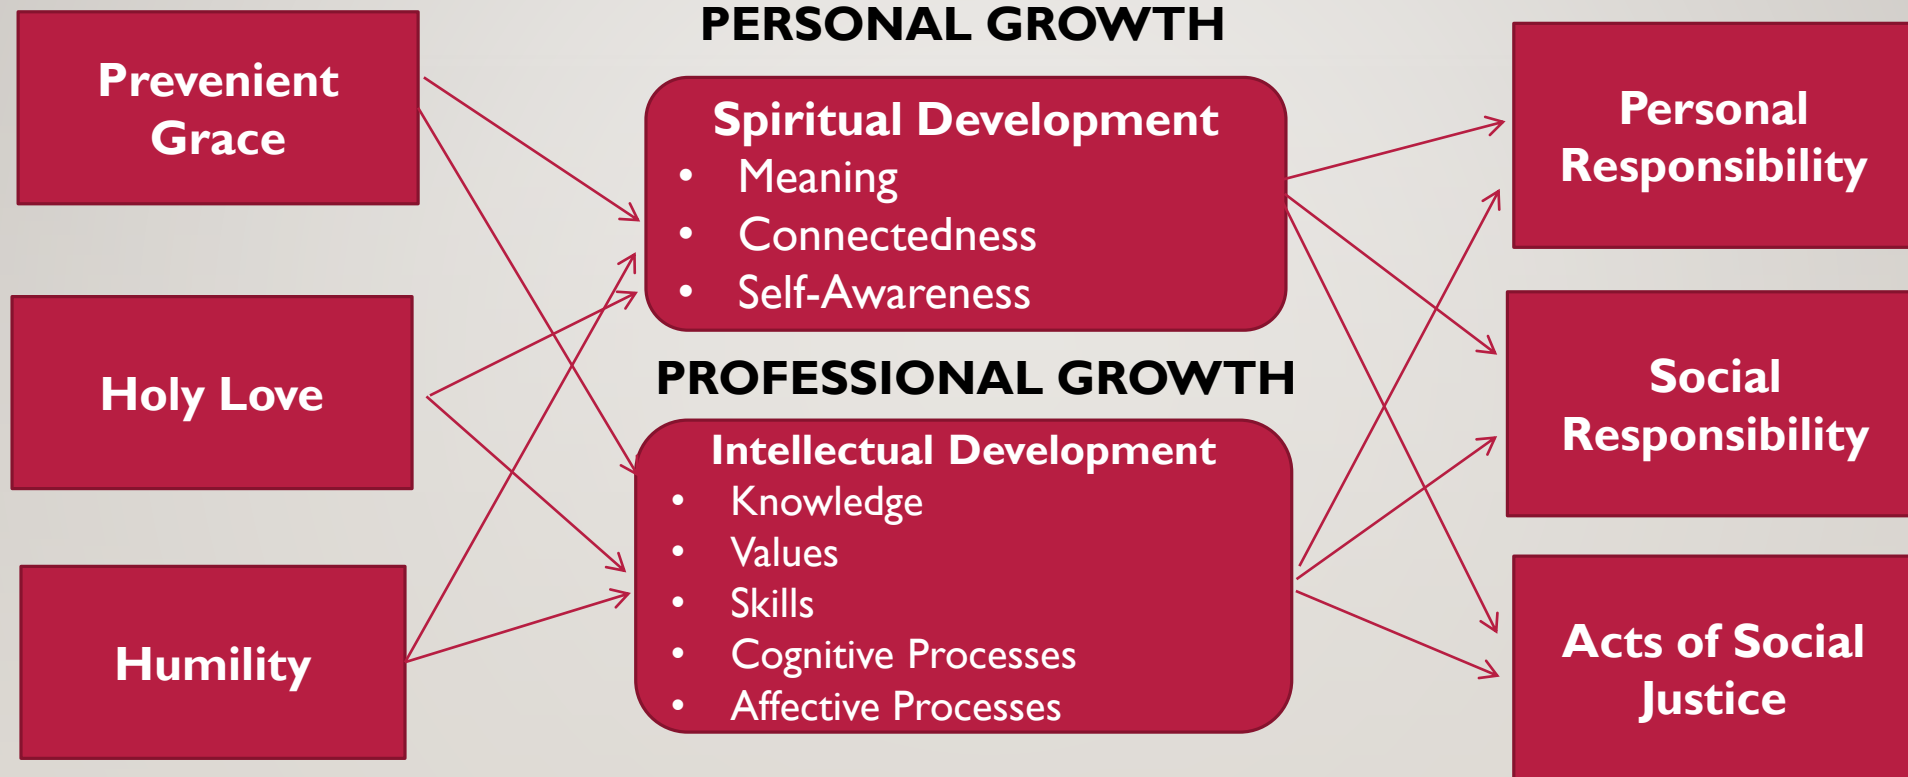 Prevenient
Grace
Holy Love
Humility
PERSONAL GROWTH
Spiritual Development
• Meaning
• Connectedness
• Self-Awareness
PROFESSIONAL GROWTH
Intellectual Development
• Knowledge
• Values
• Skills
• Cognitive Processes
• Affective Processes
Personal
Responsibility
Social
Responsibility
Acts of Social
Justice